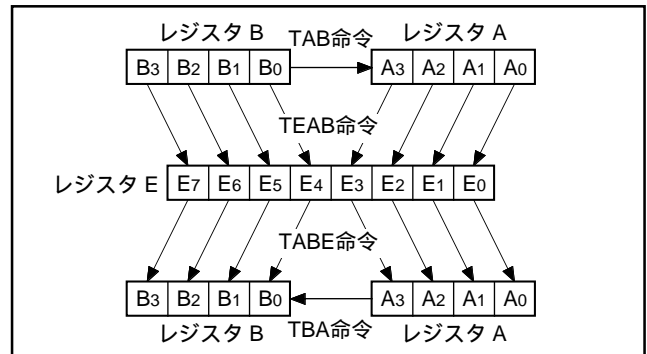 レジスタ B TAB命令 レジスタ A
B3 B2 B1 B0 A3 A2 A1 A0
TEAB命令
レジスタ E E7 E6 E5 E4 E3 E2 E1 E0
TABE命令
B3 B2 B1 B0 A3 A2 A1 A0
レジスタ B TBA命令 レジスタ A